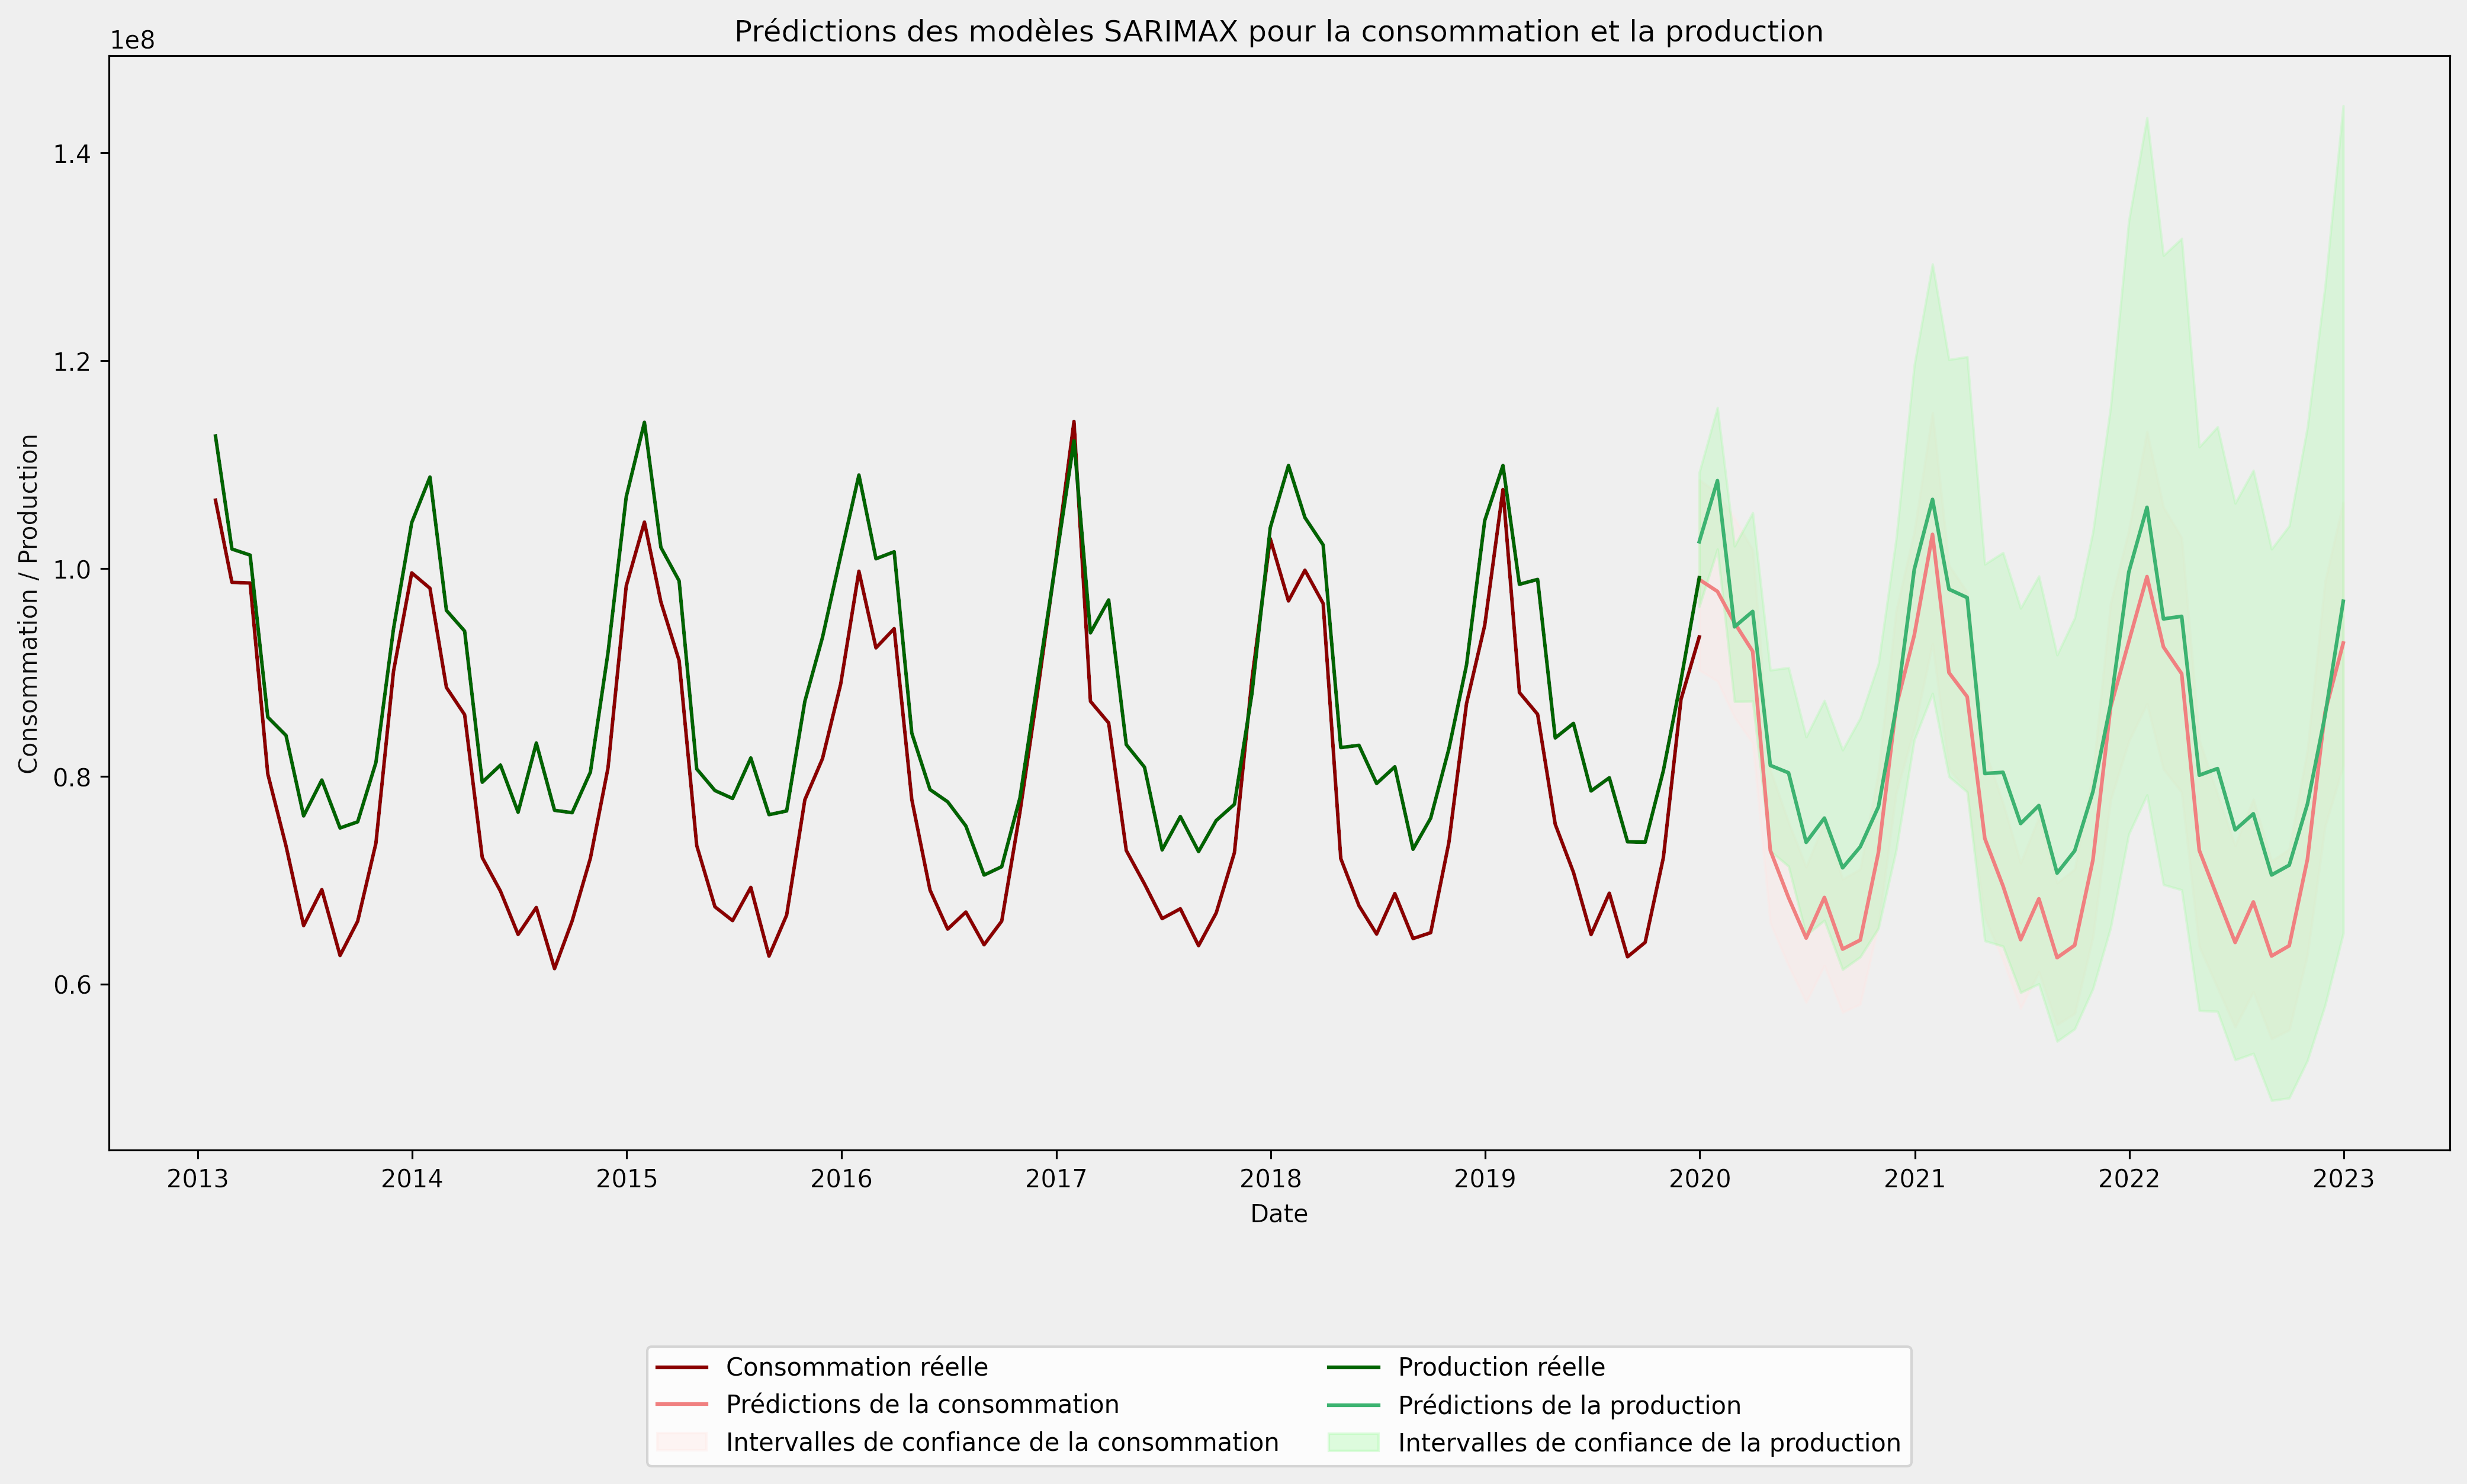 Prédictions des modèles SARIMAX pour la consommation et la production
1e8
1.4
1.2
1.0
0.8
0.6
Consommation / Production
2013 2014 2015 2016 2017 2018 2019 2020 2021 2022 2023
Date
Consommation réelle
Prédictions de la consommation
Intervalles de confiance de la consommation
Production réelle
Prédictions de la production
Intervalles de confiance de la production